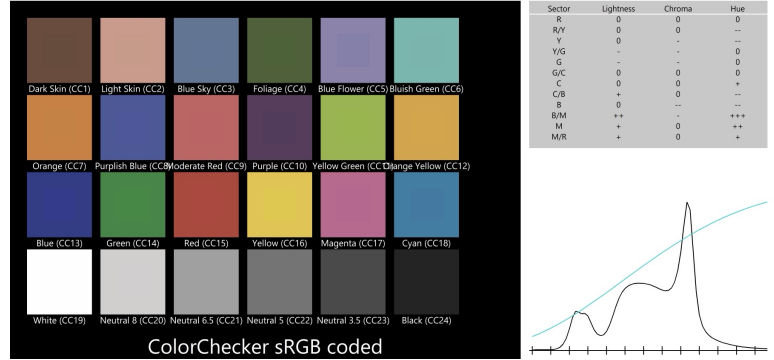 Dark Skin (CC1) Light Skin (CC2) Blue Sky (CC3) Foliage (CC4) Blue Flower (CC5) Bluish Green (CC6)
Orange (CC7) Purplish Blue (CC8) Moderate Red (CC9) Purple (CC10) Yellow Green (CC11) Orange Yellow (CC12)
Blue (CC13) Green (CC14) Red (CC15) Yellow (CC16) Magenta (CC17) Cyan (CC18)
White (CC19) Neutral 8 (CC20) Neutral 6.5 (CC21) Neutral 5 (CC22) Neutral 3.5 (CC23) Black (CC24)
ColorChecker sRGB coded
Sector Lightness Chroma Hue
R 0 0 0
R/Y 0 0 --
Y 0 - --
Y/G - - 0
G - - 0
G/C 0 0 0
C 0 0 +
C/B + 0 --
B 0 -- --
B/M ++ - +++
M + 0 ++
M/R + 0 +